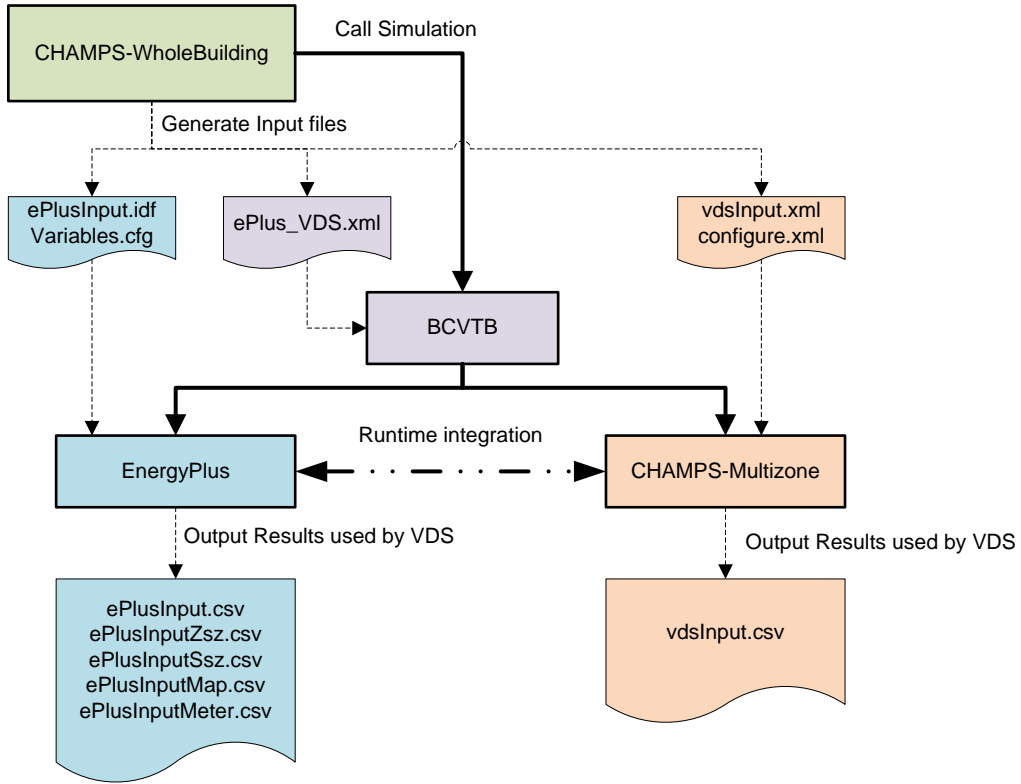 CHAMPS-WholeBuilding
Call Simulation
Generate Input files
ePlusInput.idf
Variables.cfg
ePlus_VDS.xml
vdsInput.xml
configure.xml
BCVTB
EnergyPlus
Runtime integration
CHAMPS-Multizone
Output Results used by VDS
Output Results used by VDS
ePlusInput.csv
ePlusInputZsz.csv
ePlusInputSsz.csv
ePlusInputMap.csv
ePlusInputMeter.csv
vdsInput.csv